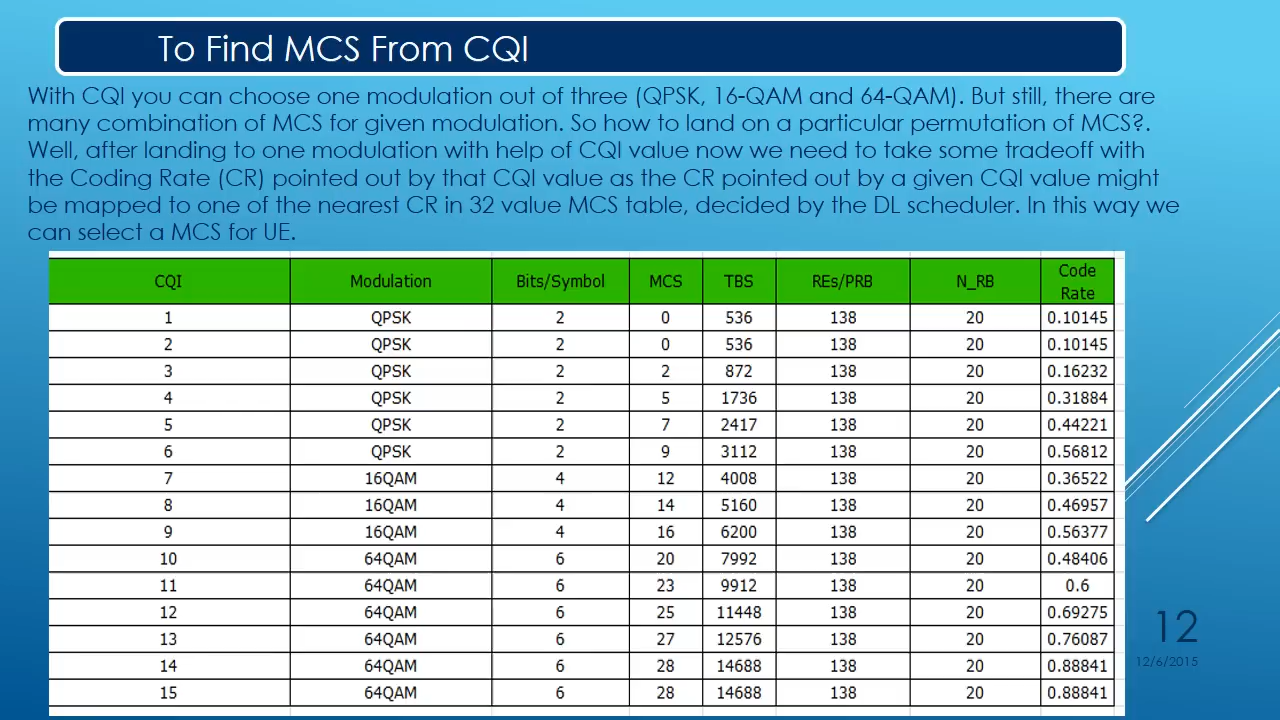 To Find MCS From CQI
With CQI you can choose one modulation out of three (QPSK, 16-QAM and 64-QAM). But still, there are
many combination of MCS for given modulation. So how to land on a particular permutation of MCS?.
Well, after landing to one modulation with help of CQI value now we need to take some tradeoff with
the Coding Rate (CR) pointed out by that CQI value as the CR pointed out by a given CQI value might
be mapped to one of the nearest CR in 32 value MCS table, decided by the DL scheduler. In this way we
can select a MCS for UE.
CQI Modulation Bits/Symbol MCS TBS REs/PRB N_RB Code Rate
1 QPSK 2 0 536 138 20 0.10145
2 QPSK 2 0 536 138 20 0.10145
3 QPSK 2 2 872 138 20 0.16232
4 QPSK 2 5 1736 138 20 0.31884
5 QPSK 2 7 2417 138 20 0.44221
6 QPSK 2 9 3112 138 20 0.56812
7 16QAM 4 12 4008 138 20 0.36522
8 16QAM 4 14 5160 138 20 0.46957
9 16QAM 4 16 6200 138 20 0.56377
10 64QAM 6 20 7992 138 20 0.48406
11 64QAM 6 23 9912 138 20 0.6
12 64QAM 6 25 11448 138 20 0.69275
13 64QAM 6 27 12576 138 20 0.76087
14 64QAM 6 28 14688 138 20 0.88841
15 64QAM 6 28 14688 138 20 0.88841
12
12/6/2015